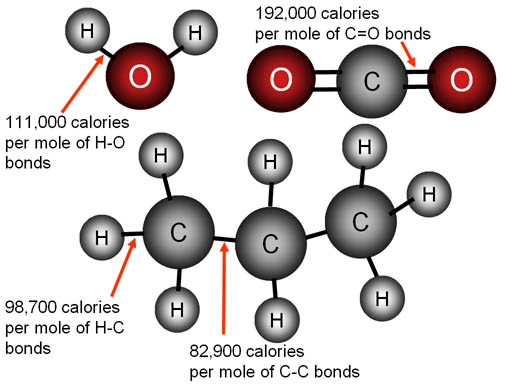 192,000 calories
per mole of C=O bonds
H
H
O
O
C
O
111,000 calories
per mole of H-O
bonds
H
H
H
H
H
C
C
C
H
H
H
98,700 calories
per mole of H-C
bonds
82,900 calories
per mole of C-C bonds